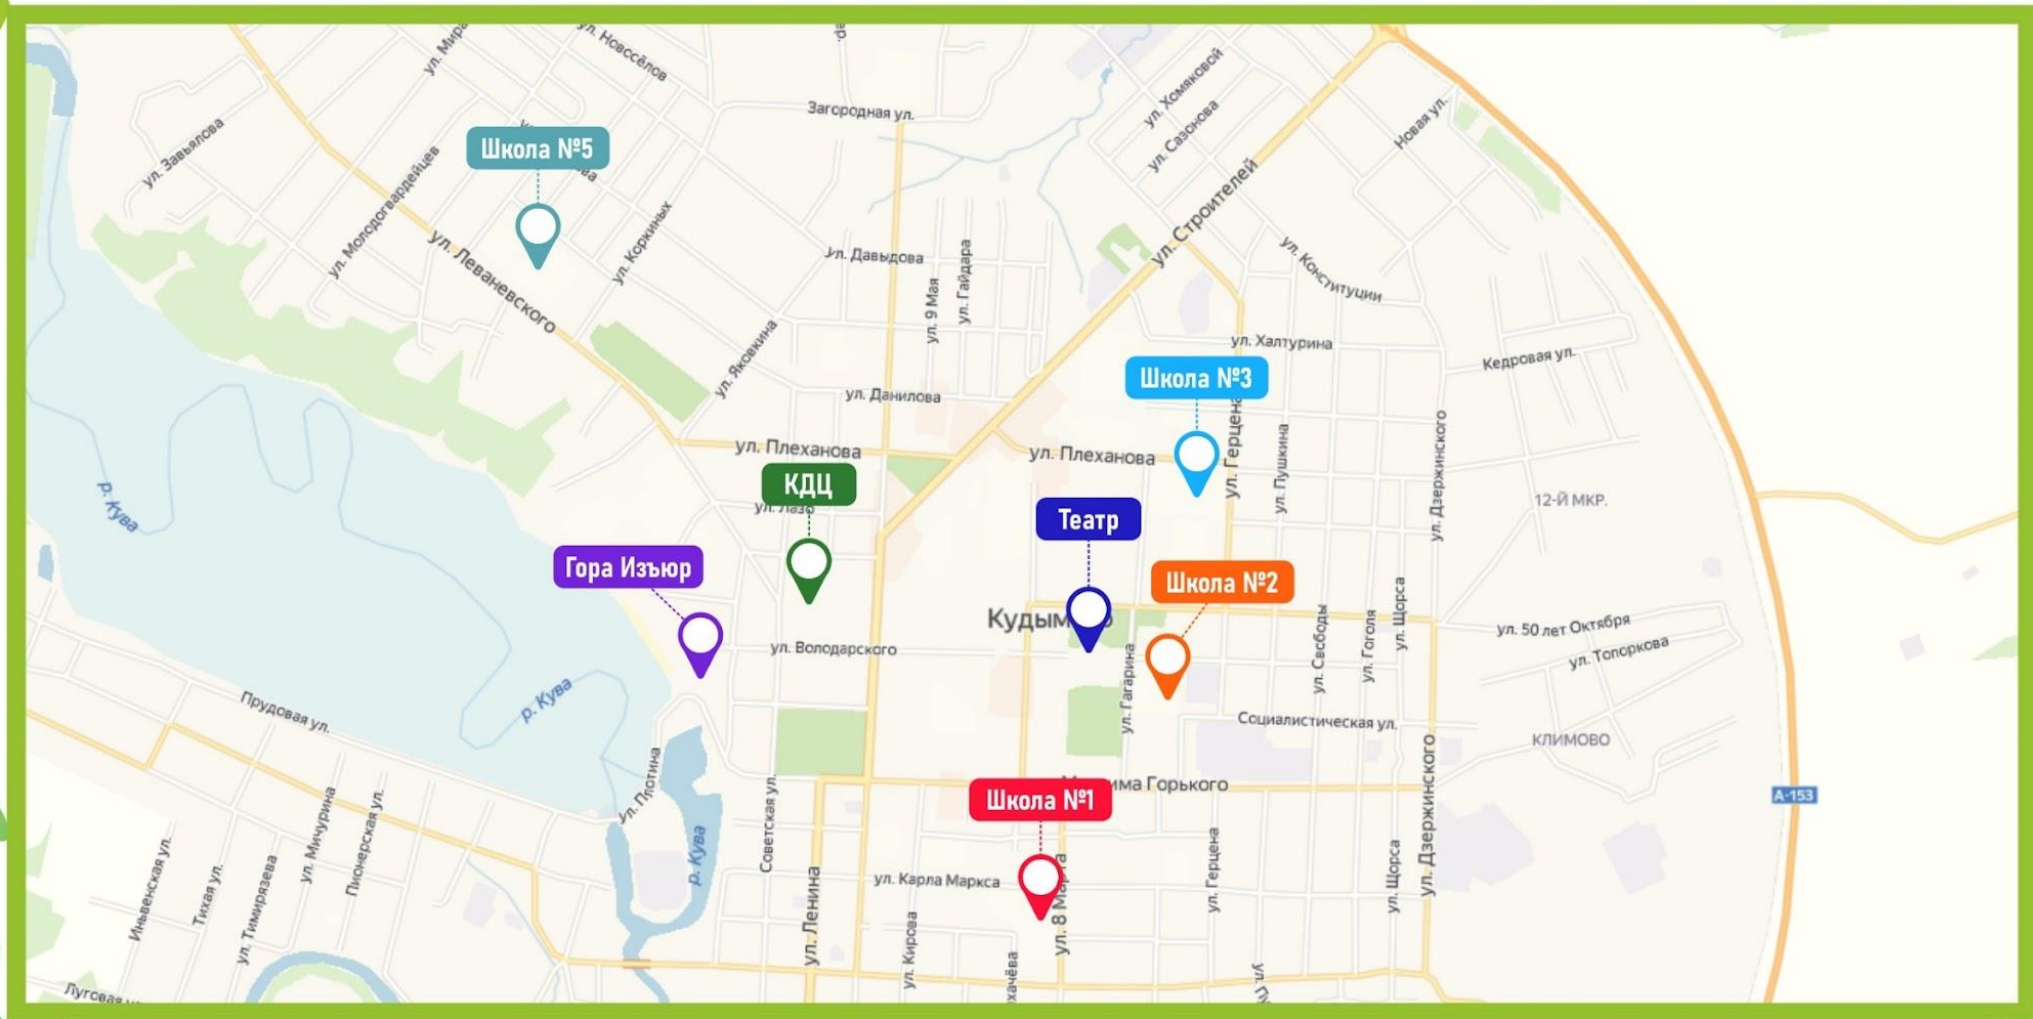 ул. Мира
ул. Новосёлов
ул. Хомяковой
Загородная ул.
ул. Сазонова
Новая ул.
ул. Завьялова
Школа №5
ул. Молодогвардейцев
ул. Строителей
ул. Коркиных
ул. Леваневского
ул. Давыдова
ул. Гайдара
ул. 9 Мая
ул. Конституции
ул. Халтурина
Кедровая ул.
ул. Яковкина
Школа №3
ул. Данилова
ул. Герцена
ул. Пушкина
ул. Дзержинского
ул. Плеханова
ул. Плеханова
КДЦ
ул. Лазо
р. Кува
12-Й МКР.
Театр
Гора Изъюр
Школа №2
Кудым
ул. Свободы
ул. Гоголя
ул. Щорса
ул. 50 лет Октября
ул. Топоркова
ул. Володарского
ул. Гагарина
р. Кува
Прудовая ул.
Социалистическая ул.
КЛИМОВО
ул. Плотина
има Горького
Школа №1
А-153
ул. Мичурина
Пионерская ул.
Советская ул.
р. Кува
Иньвенская ул.
Тихая ул.
ул. Тимирязева
ул. Ленина
ул. Карла Маркса
ул. Кирова
ул. 8 Марта
ул. Герцена
ул. Щорса
ул. Дзержинского
хачёва
Луговая